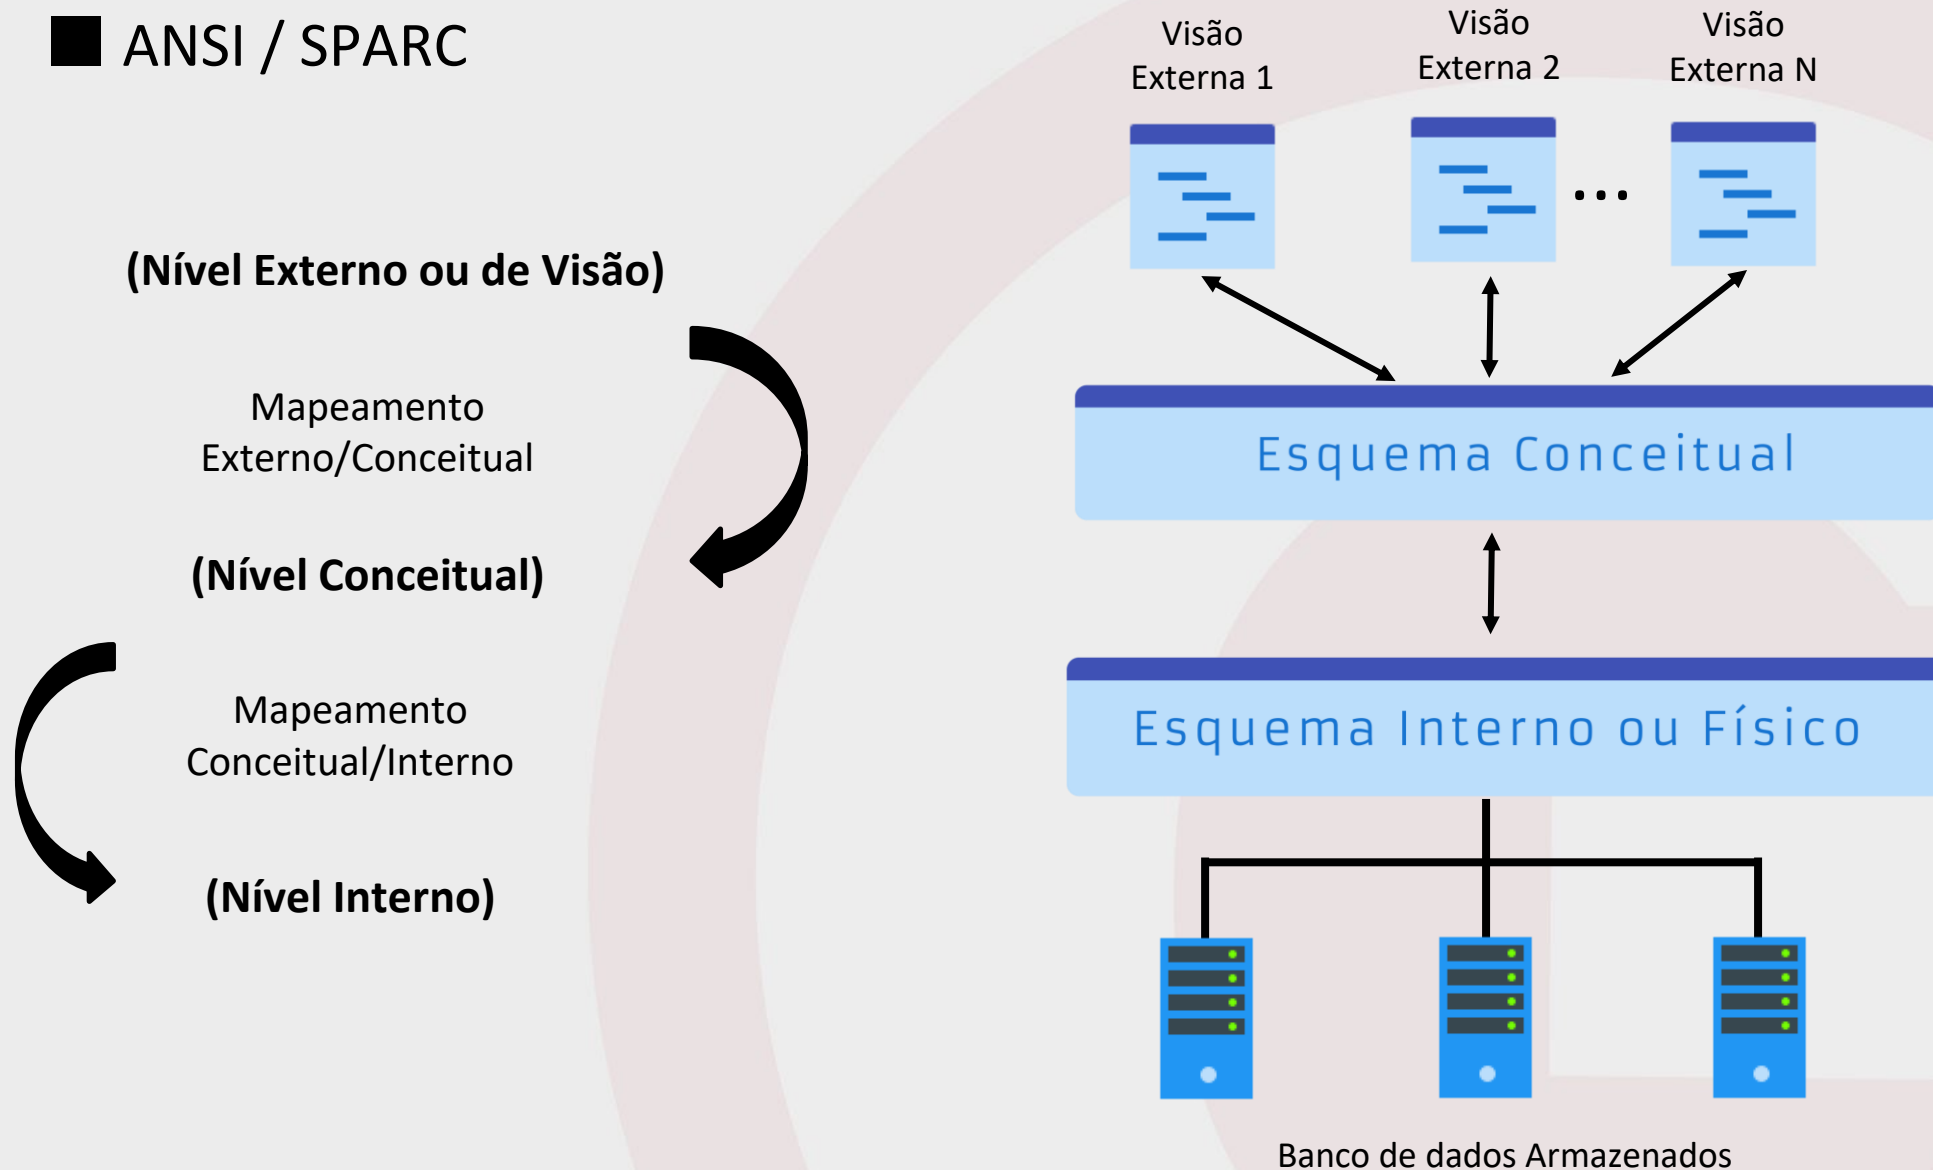 ANSI / SPARC
(Nível Externo ou de Visão)
Mapeamento
Externo/Conceitual
(Nível Conceitual)
Mapeamento
Conceitual/Interno
(Nível Interno)
Visão
Externa 1
Visão
Externa 2
Visão
Externa N
...
Esquema Conceitual
Esquema Interno ou Físico
Banco de dados Armazenados